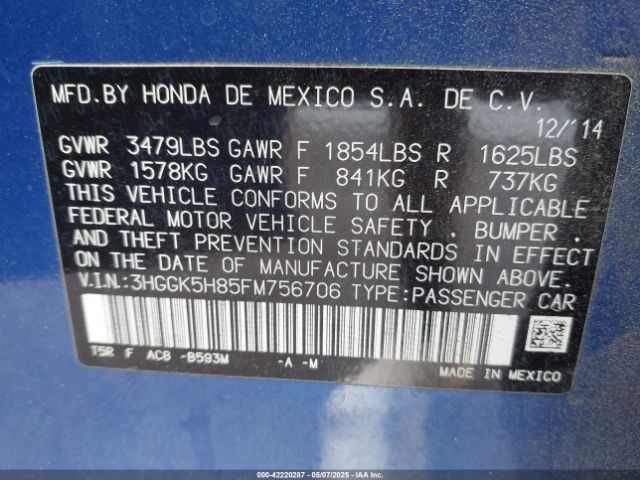 MFD.BY HONDA DE MEXICO S.A. DE C.V.
12/'14
GVWR 3479LBS GAWR F 1854LBS R 1625LBS
GVWR 1578KG GAWR F 841KG R 737KG
THIS VEHICLE CONFORMS TO ALL APPLICABLE
FEDERAL MOTOR VEHICLE SAFETY , BUMPER ,
AND THEFT PREVENTION STANDARDS IN EFFECT
ON THE DATE OF MANUFACTURE SHOWN ABOVE.
V.I.N.:3HGGK5H85FM756706 TYPE:PASSENGER CAR
T5R F AC8 -B593M -A -M
MADE IN MEXICO
000-42220287 - 05/07/2025 - IAAI.COM